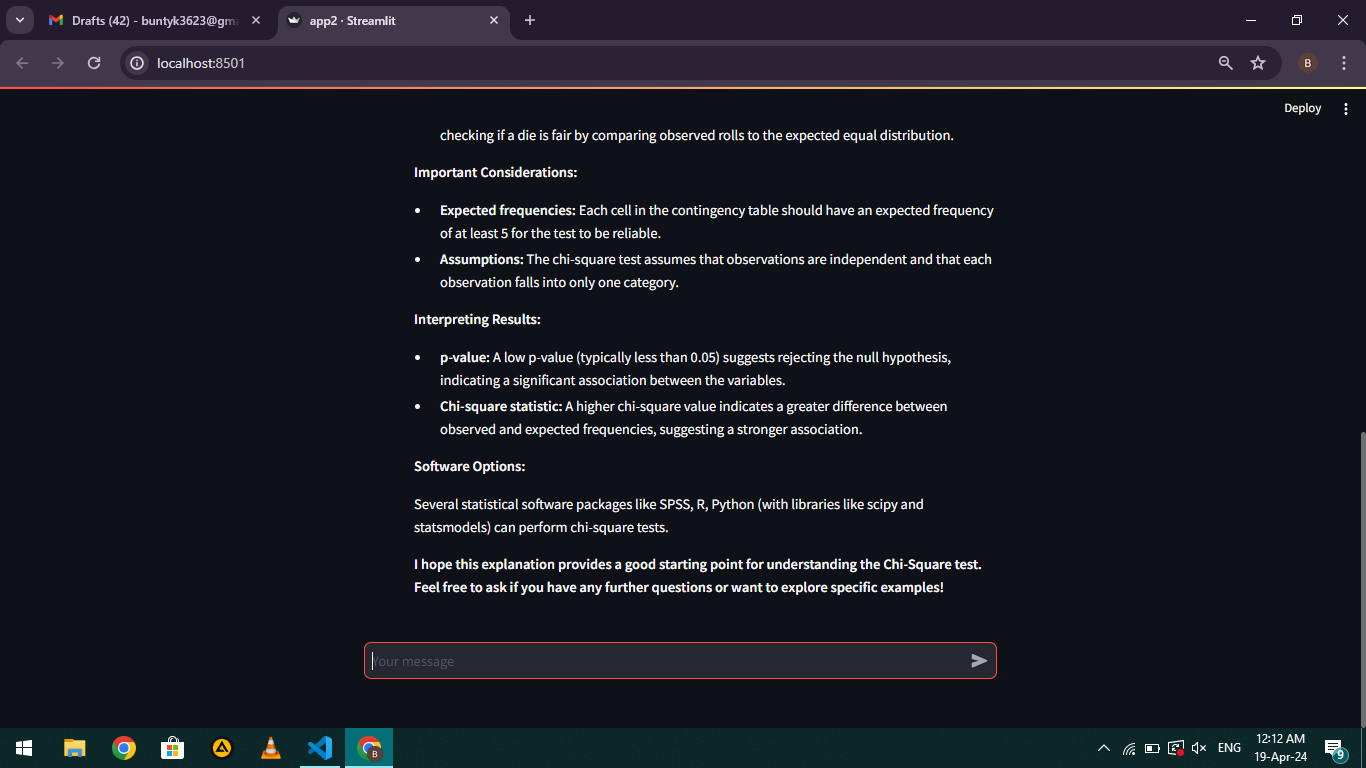 Drafts (42) - buntyk3623@gm
app2 · Streamlit
localhost:8501
B
Deploy
checking if a die is fair by comparing observed rolls to the expected equal distribution.
Important Considerations:
• Expected frequencies: Each cell in the contingency table should have an expected frequency
of at least 5 for the test to be reliable.
• Assumptions: The chi-square test assumes that observations are independent and that each
observation falls into only one category.
Interpreting Results:
• p-value: A low p-value (typically less than 0.05) suggests rejecting the null hypothesis,
indicating a significant association between the variables.
• Chi-square statistic: A higher chi-square value indicates a greater difference between
observed and expected frequencies, suggesting a stronger association.
Software Options:
Several statistical software packages like SPSS, R, Python (with libraries like scipy and
statsmodels) can perform chi-square tests.
I hope this explanation provides a good starting point for understanding the Chi-Square test.
Feel free to ask if you have any further questions or want to explore specific examples!
Your message
B
ENG
12:12 AM
19-Apr-24
9